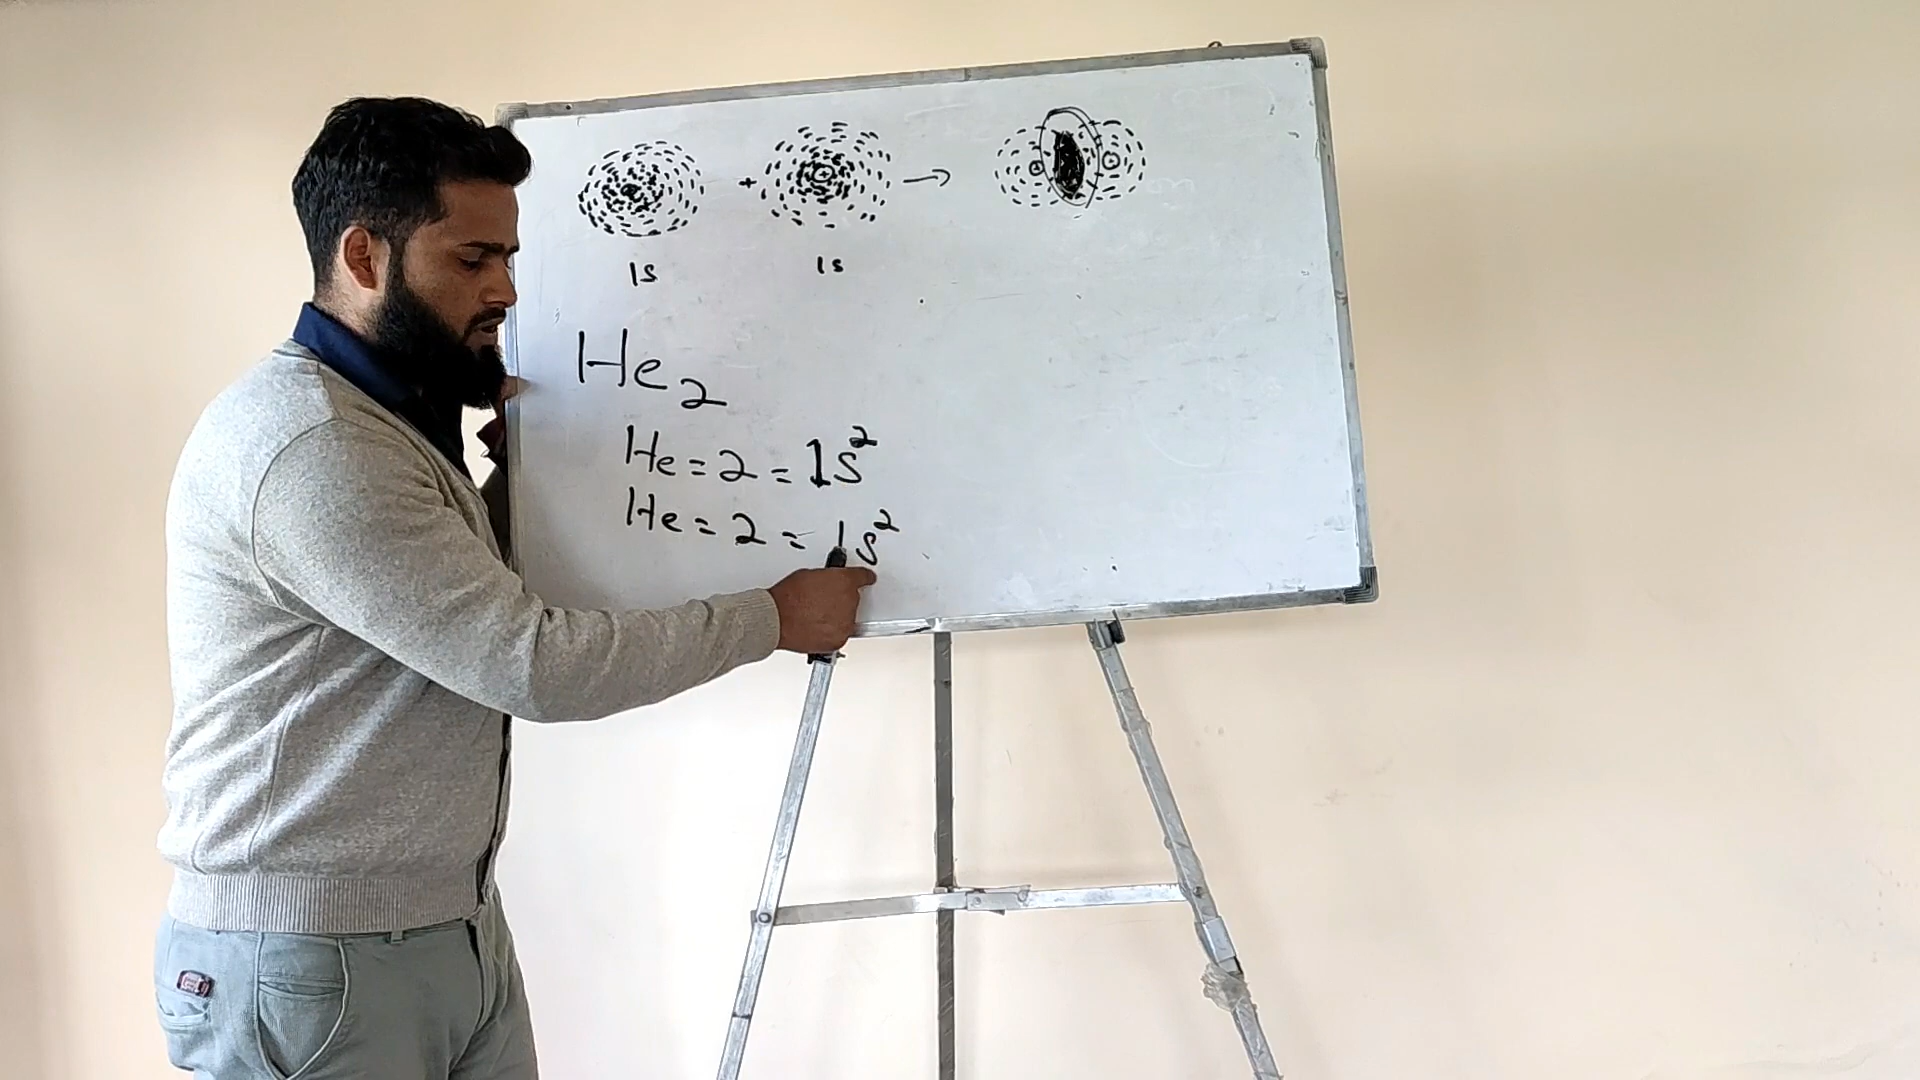 + →
1s 1s
He₂
He = 2 = 1s²
He = 2 = 1s²